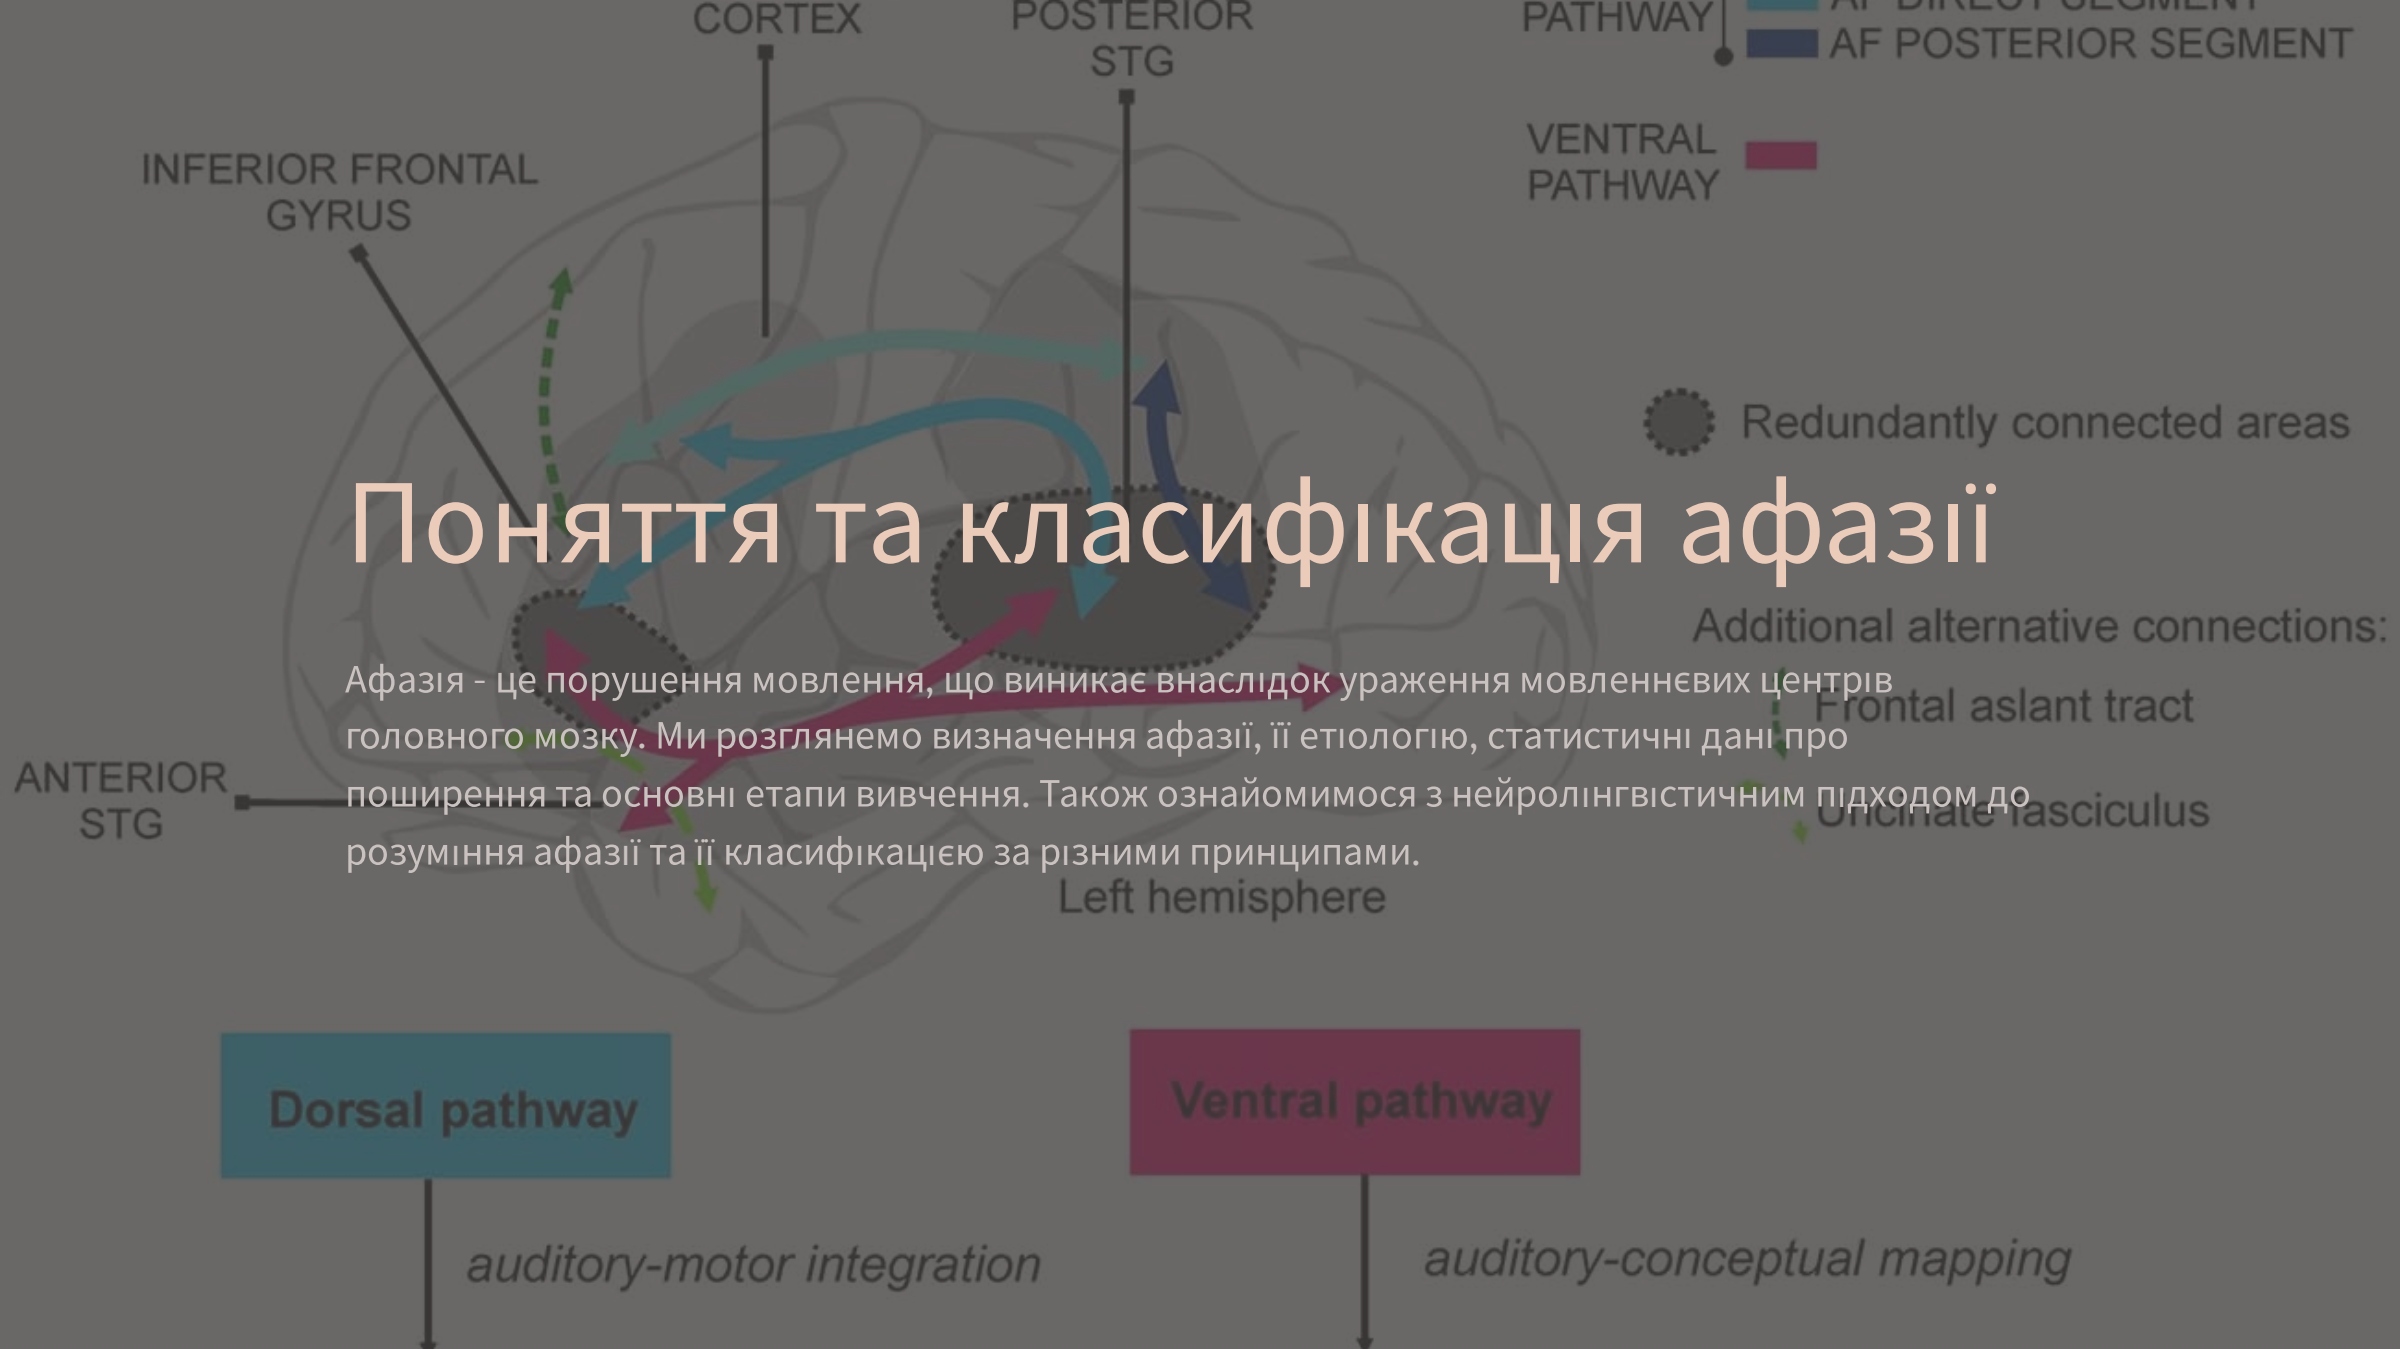 CORTEX
POSTERIOR
STG
PATHWAY
AF DIRECT SEGMENT
AF POSTERIOR SEGMENT
INFERIOR FRONTAL
GYRUS
VENTRAL
PATHWAY
Redundantly connected areas
Поняття та класифікація афазії
Additional alternative connections:
Афазія - це порушення мовлення, що виникає внаслідок ураження мовленнєвих центрів
головного мозку. Ми розглянемо визначення афазії, її етіологію, статистичні дані про
поширення та основні етапи вивчення. Також ознайомимося з нейролінгвістичним підходом до
розуміння афазії та її класифікацією за різними принципами.
Frontal aslant tract
Uncinate fasciculus
ANTERIOR
STG
Left hemisphere
Dorsal pathway
Ventral pathway
auditory-motor integration
auditory-conceptual mapping